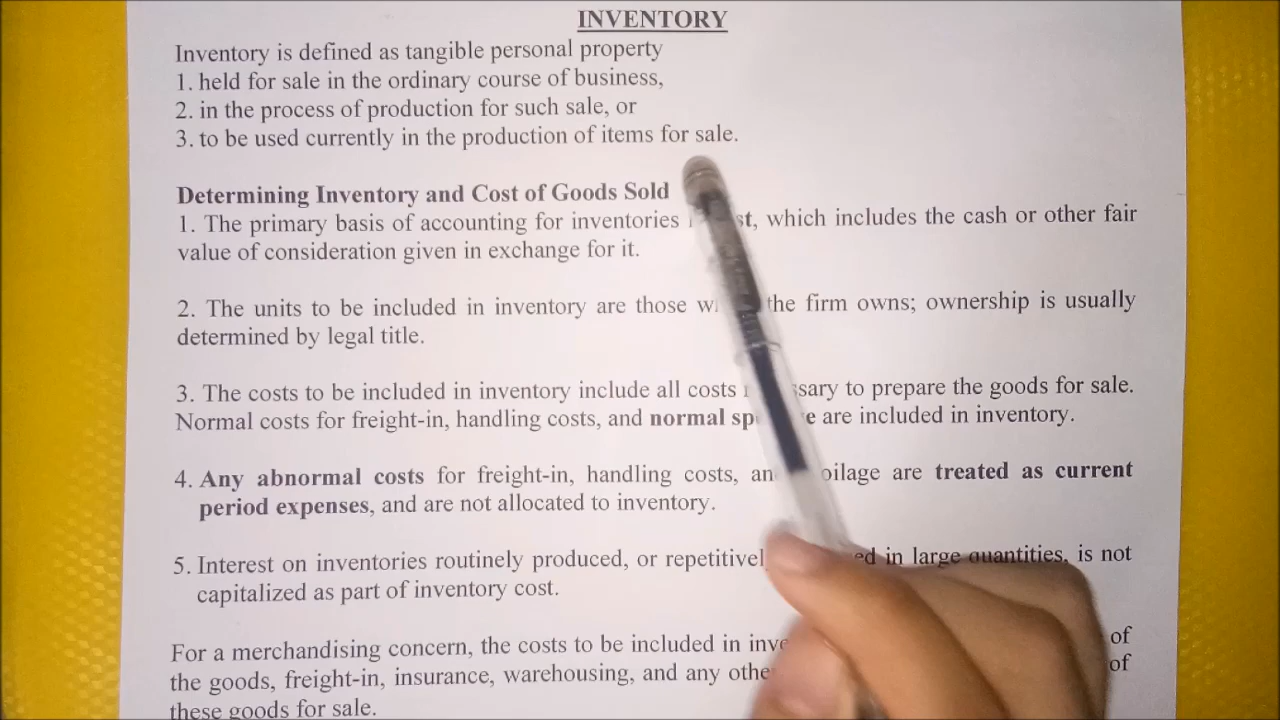 INVENTORY
Inventory is defined as tangible personal property
1. held for sale in the ordinary course of business,
2. in the process of production for such sale, or
3. to be used currently in the production of items for sale.
Determining Inventory and Cost of Goods Sold
1. The primary basis of accounting for inventories which includes the cash or other fair
value of consideration given in exchange for it.
2. The units to be included in inventory are those the firm owns; ownership is usually
determined by legal title.
3. The costs to be included in inventory include all costs to prepare the goods for sale.
Normal costs for freight-in, handling costs, and normal are included in inventory.
4. Any abnormal costs for freight-in, handling costs, are treated as current
period expenses, and are not allocated to inventory.
5. Interest on inventories routinely produced, or in large quantities, is not
capitalized as part of inventory cost.
For a merchandising concern, the costs to be included in of
the goods, freight-in, insurance, warehousing, and any of
these goods for sale.